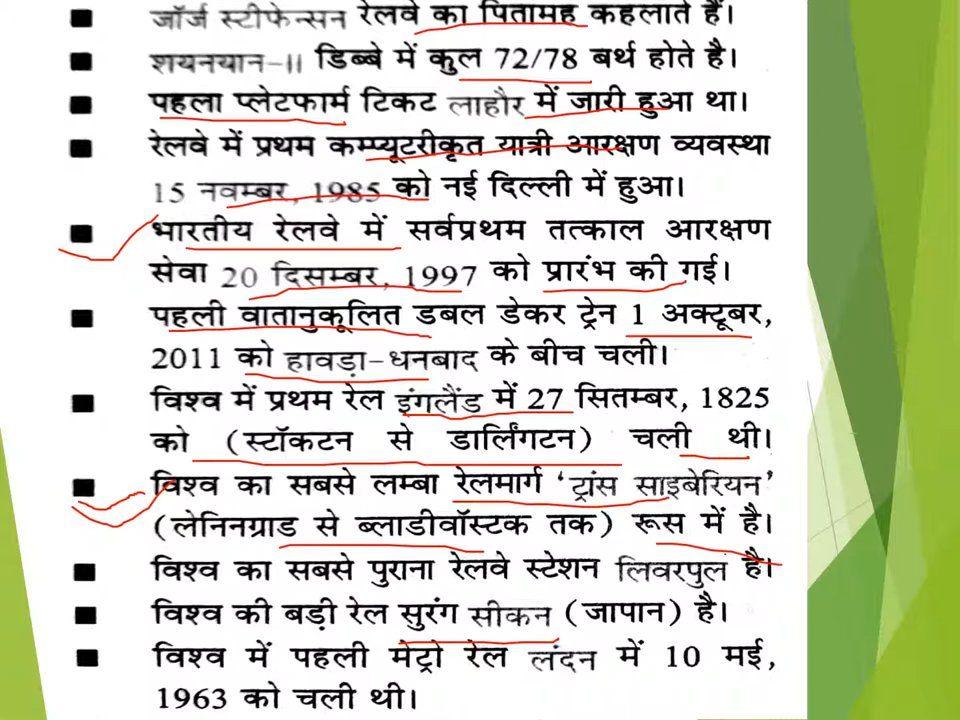 जॉर्ज स्टीफेन्सन रेलवे का पितामह कहलाते हैं।
शयनयान-II डिब्बे में कुल 72/78 बर्थ होते है।
पहला प्लेटफार्म टिकट लाहौर में जारी हुआ था।
रेलवे में प्रथम कम्प्यूटरीकृत यात्री आरक्षण व्यवस्था
15 नवम्बर, 1985 को नई दिल्ली में हुआ।
भारतीय रेलवे में सर्वप्रथम तत्काल आरक्षण
सेवा 20 दिसम्बर, 1997 को प्रारंभ की गई।
पहली वातानुकूलित डबल डेकर ट्रेन 1 अक्टूबर,
2011 को हावड़ा-धनबाद के बीच चली।
विश्व में प्रथम रेल इंगलैंड में 27 सितम्बर, 1825
को (स्टॉकटन से डार्लिंगटन) चली थी।
विश्व का सबसे लम्बा रेलमार्ग ‘ट्रांस साइबेरियन’
(लेनिनग्राड से ब्लाडीवॉस्टक तक) रूस में है।
विश्व का सबसे पुराना रेलवे स्टेशन लिवरपुल है।
विश्व की बड़ी रेल सुरंग सीकन (जापान) है।
विश्व में पहली मेट्रो रेल लंदन में 10 मई,
1963 को चली थी।